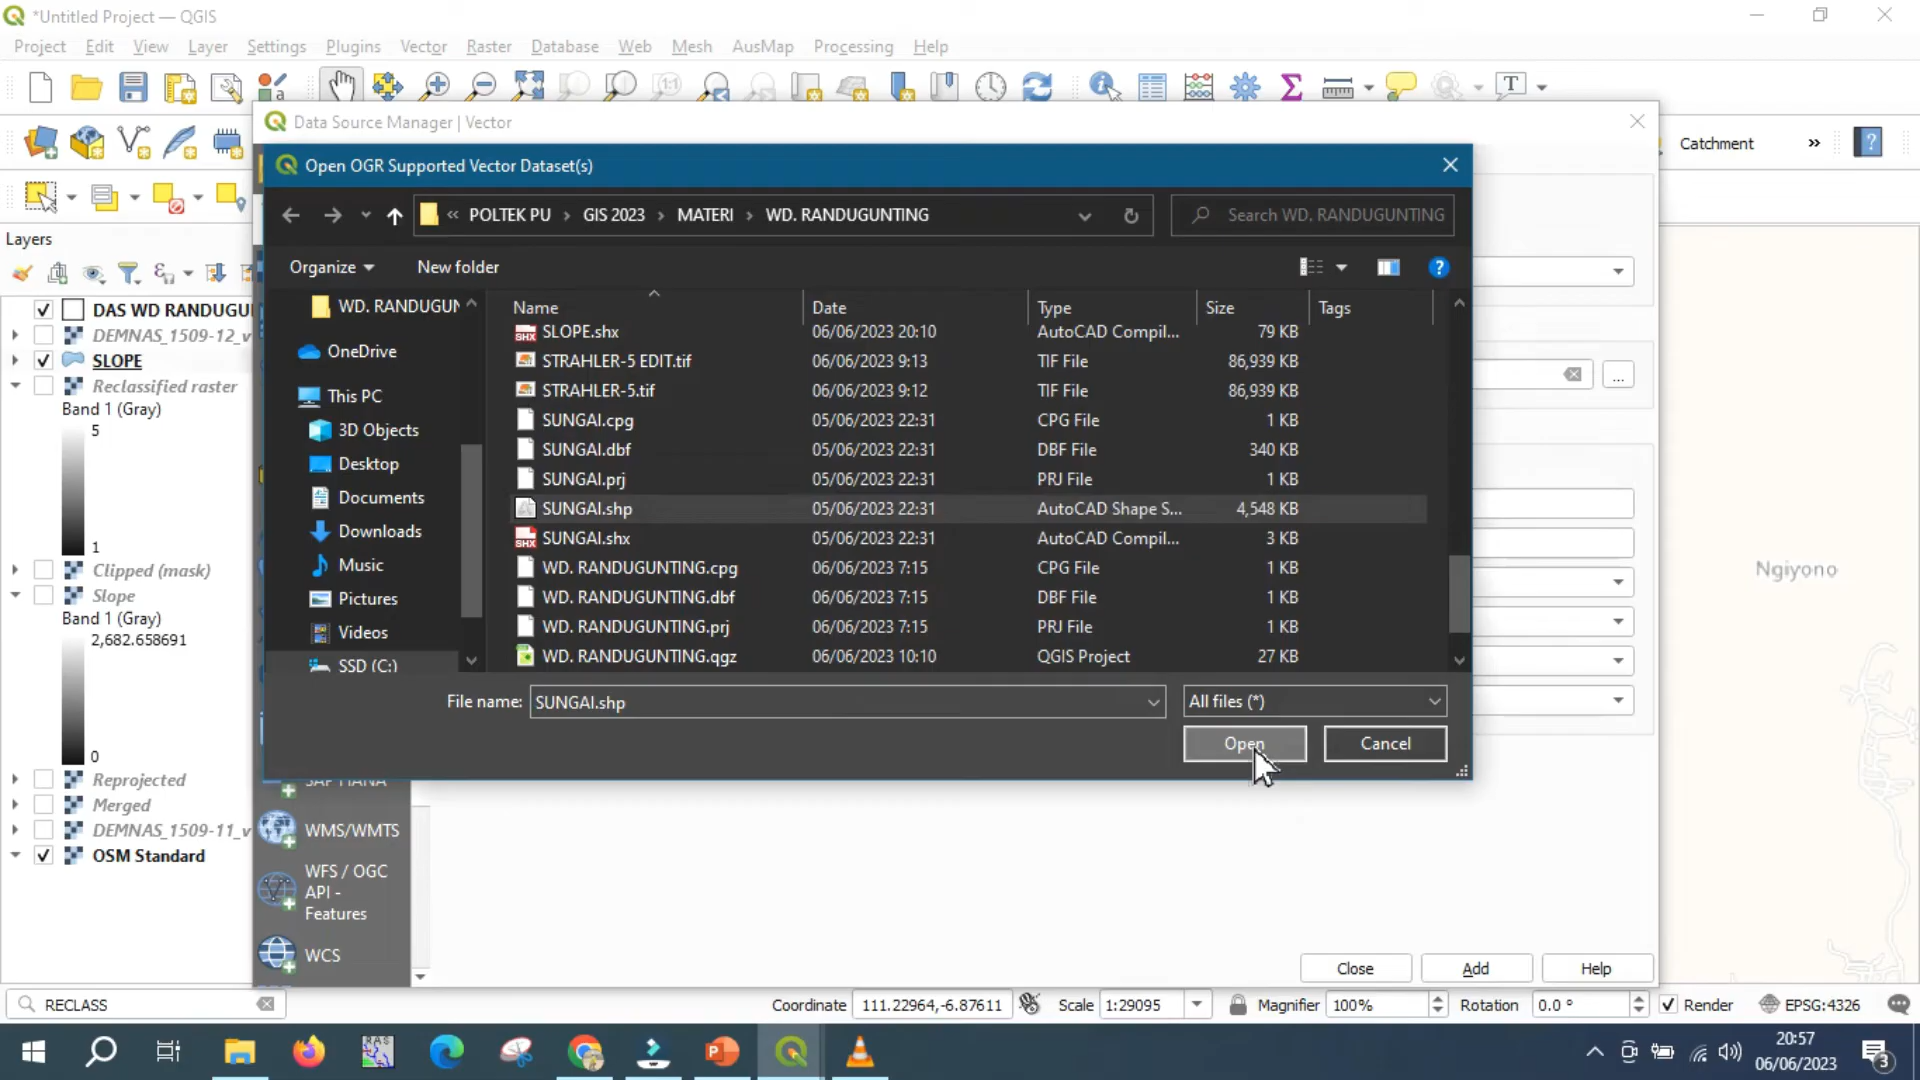 *Untitled Project — QGIS
Project Edit View Layer Settings Plugins Vector Raster Database Web Mesh AusMap Processing Help
Data Source Manager | Vector
Catchment »
Open OGR Supported Vector Dataset(s)
« POLTEK PU › GIS 2023 › MATERI › WD. RANDUGUNTING
Search WD. RANDUGUNTING
Organize New folder
Name Date Type Size Tags
SLOPE.shx 06/06/2023 20:10 AutoCAD Compil... 79 KB
STRAHLER-5 EDIT.tif 06/06/2023 9:13 TIF File 86,939 KB
STRAHLER-5.tif 06/06/2023 9:12 TIF File 86,939 KB
SUNGAI.cpg 05/06/2023 22:31 CPG File 1 KB
SUNGAI.dbf 05/06/2023 22:31 DBF File 340 KB
SUNGAI.prj 05/06/2023 22:31 PRJ File 1 KB
SUNGAI.shp 05/06/2023 22:31 AutoCAD Shape S... 4,548 KB
SUNGAI.shx 05/06/2023 22:31 AutoCAD Compil... 3 KB
WD. RANDUGUNTING.cpg 06/06/2023 7:15 CPG File 1 KB
WD. RANDUGUNTING.dbf 06/06/2023 7:15 DBF File 1 KB
WD. RANDUGUNTING.prj 06/06/2023 7:15 PRJ File 1 KB
WD. RANDUGUNTING.qgz 06/06/2023 10:10 QGIS Project 27 KB
WD. RANDUGUN
OneDrive
This PC
3D Objects
Desktop
Documents
Downloads
Music
Pictures
Videos
SSD (C:)
File name: SUNGAI.shp
All files (*)
Open Cancel
Layers
DAS WD RANDUGU
DEMNAS_1509-12_v
SLOPE
Reclassified raster
Band 1 (Gray)
5
1
Clipped (mask)
Slope
Band 1 (Gray)
2,682.658691
0
Reprojected
Merged
DEMNAS_1509-11_v
OSM Standard
SAP HANA
WMS/WMTS
WFS / OGC
API -
Features
WCS
...
Close Add Help
Ngiyono
RECLASS
Coordinate 111.22964,-6.87611 Scale 1:29095 Magnifier 100% Rotation 0.0 ° Render EPSG:4326
20:57
06/06/2023
3